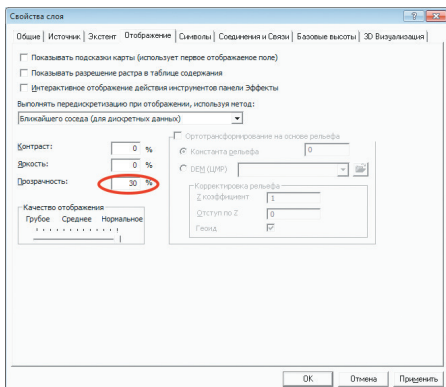 Свойства слоя
Общие Источник Экстент Отображение Символы Соединения и Связи Базовые высоты 3D Визуализация
Показывать подсказки карты (использует первое отображаемое поле)
Показывать разрешение растра в таблице содержания
Интерактивное отображение действия инструментов панели Эффекты
Выполнять передискретизацию при отображении, используя метод:
Ближайшего соседа (для дискретных данных)
Ортотрансформирование на основе рельефа
Контраст: 0 %
Константа рельефа 0
Яркость: 0 %
DEM (ЦМР)
Прозрачность: 30 %
Корректировка рельефа
Z коэффициент 1
Отступ по Z 0
Геоид
Качество отображения
Грубое Среднее Нормальное
OK Отмена Применить